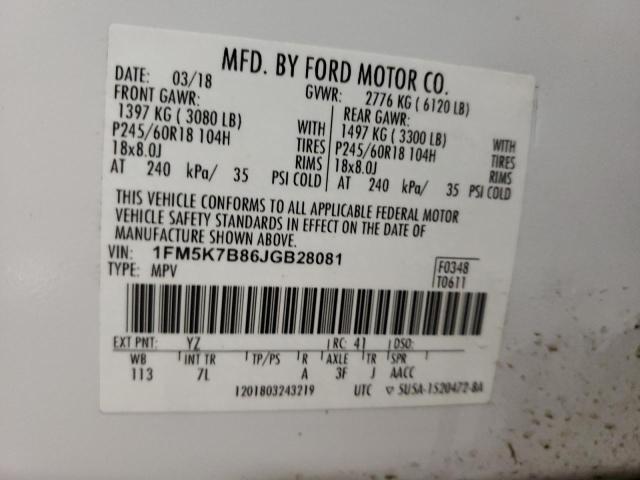 MFD. BY FORD MOTOR CO.
DATE: 03/18 GVWR: 2776 KG ( 6120 LB)
FRONT GAWR: REAR GAWR:
1397 KG ( 3080 LB) WITH 1497 KG ( 3300 LB) WITH
P245/60R18 104H TIRES P245/60R18 104H TIRES
18x8.0J RIMS 18x8.0J RIMS
AT 240 kPa/ 35 PSI COLD AT 240 kPa/ 35 PSI COLD
THIS VEHICLE CONFORMS TO ALL APPLICABLE FEDERAL MOTOR
VEHICLE SAFETY STANDARDS IN EFFECT ON THE DATE OF
MANUFACTURE SHOWN ABOVE.
VIN: 1FM5K7B86JGB28081 F0348
TYPE: MPV T0611
EXT PNT: YZ RC: 41 DSO:
WB INT TR TP/PS R AXLE TR SPR
113 7L A 3F J AACC
1201803243219 UTC ▽ 5U5A-1520472-BA